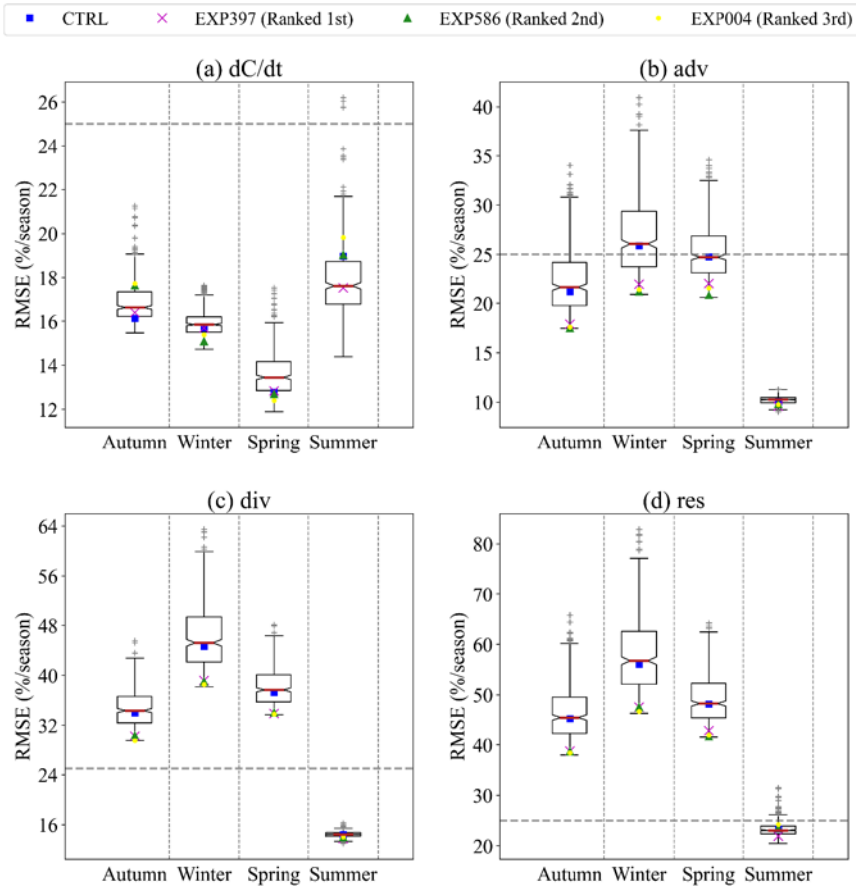 CTRL EXP397 (Ranked 1st) EXP586 (Ranked 2nd) EXP004 (Ranked 3rd)
(a) dC/dt
RMSE (%/season)
26
24
22
20
18
16
14
12
Autumn Winter Spring Summer
(b) adv
RMSE (%/season)
40
35
30
25
20
15
10
Autumn Winter Spring Summer
(c) div
RMSE (%/season)
64
56
48
40
32
24
16
Autumn Winter Spring Summer
(d) res
RMSE (%/season)
80
70
60
50
40
30
20
Autumn Winter Spring Summer